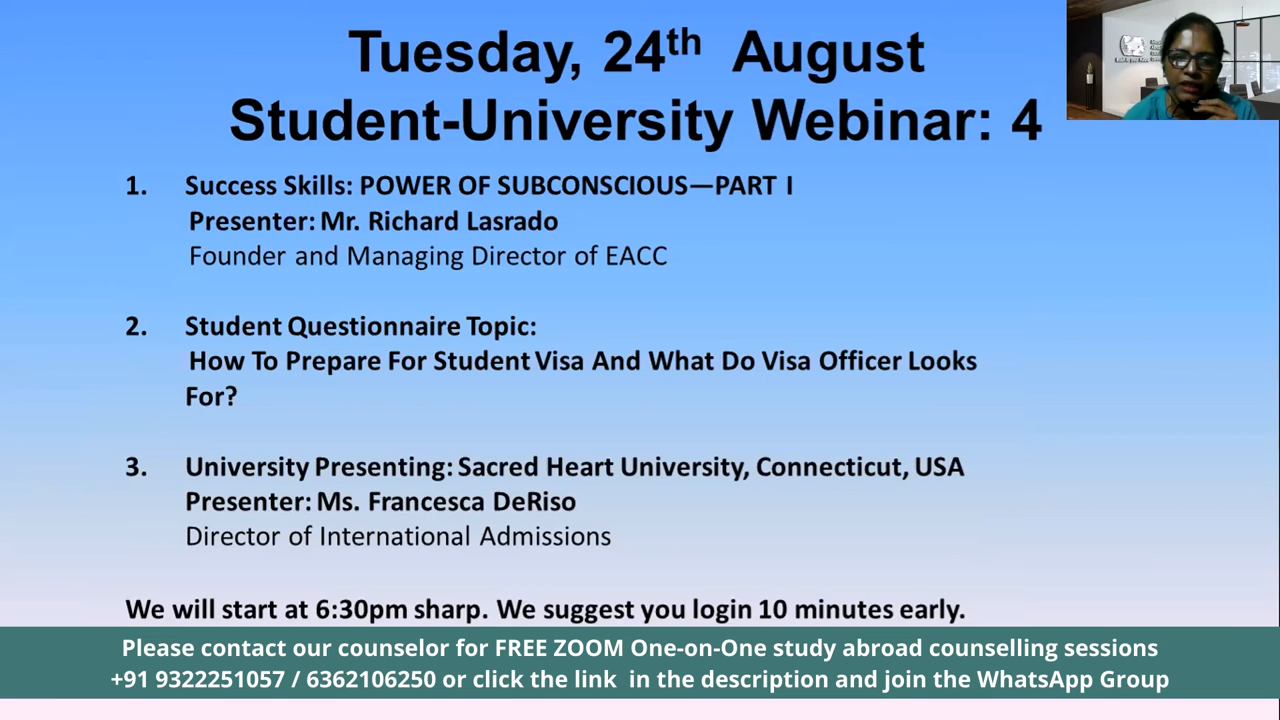 Tuesday, 24th August
Student-University Webinar: 4
1. Success Skills: POWER OF SUBCONSCIOUS—PART I
Presenter: Mr. Richard Lasrado
Founder and Managing Director of EACC
2. Student Questionnaire Topic:
How To Prepare For Student Visa And What Do Visa Officer Looks
For?
3. University Presenting: Sacred Heart University, Connecticut, USA
Presenter: Ms. Francesca DeRiso
Director of International Admissions
We will start at 6:30pm sharp. We suggest you login 10 minutes early.
Please contact our counselor for FREE ZOOM One-on-One study abroad counselling sessions
+91 9322251057 / 6362106250 or click the link in the description and join the WhatsApp Group